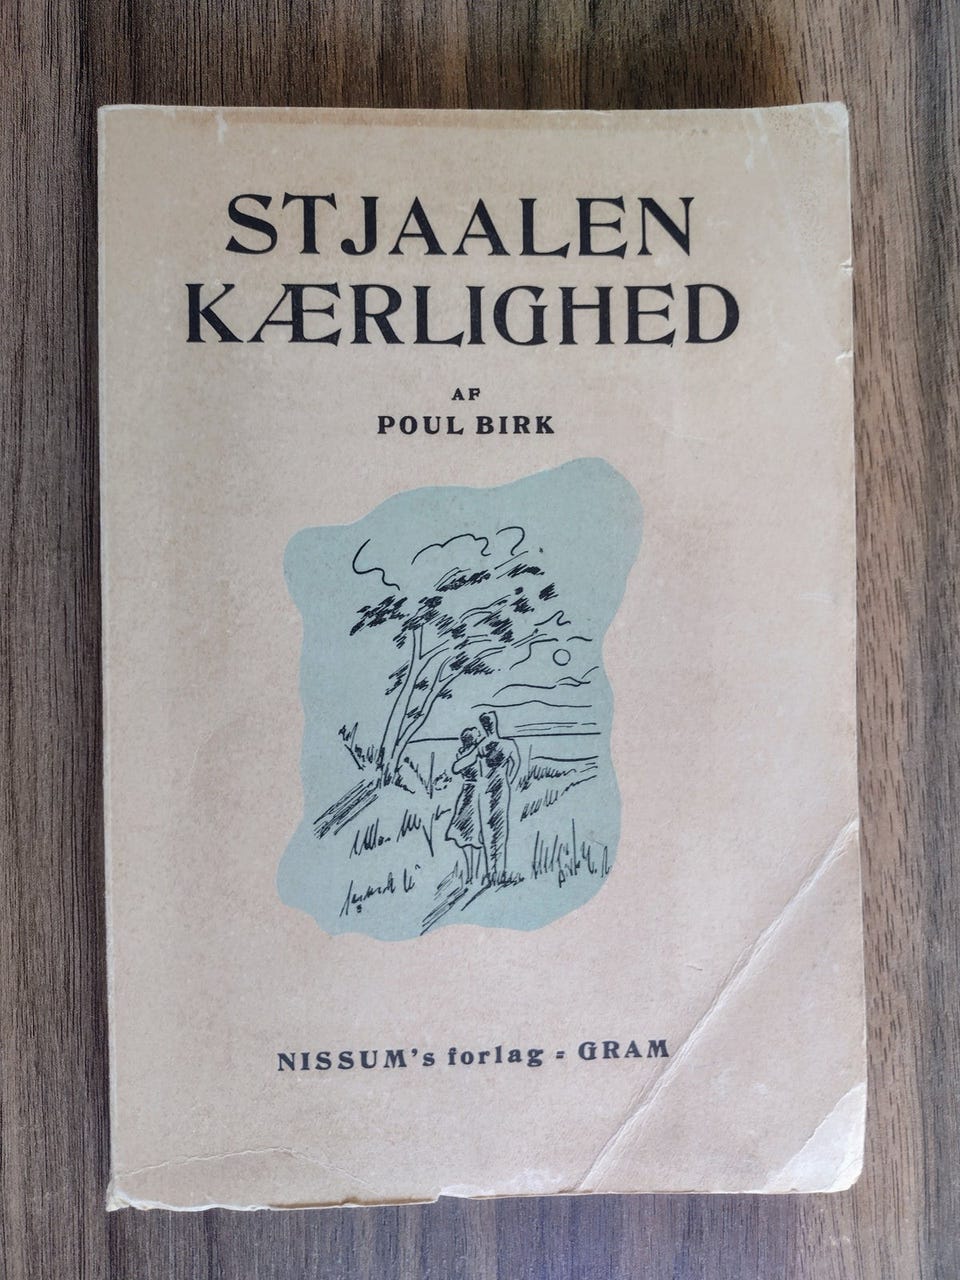 STJAALEN
KÆRLIGHED
AF
POUL BIRK
NISSUM's forlag = GRAM